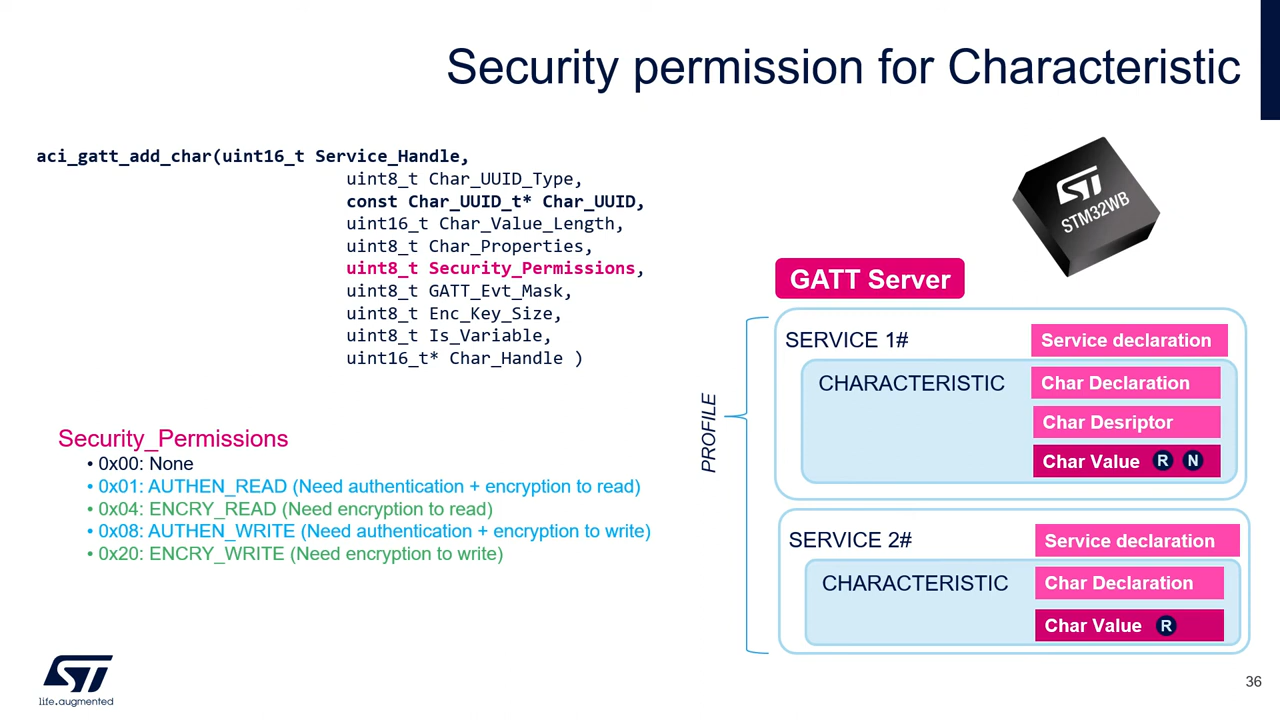 Security permission for Characteristic
aci_gatt_add_char(uint16_t Service_Handle,
uint8_t Char_UUID_Type,
const Char_UUID_t* Char_UUID,
uint16_t Char_Value_Length,
uint8_t Char_Properties,
uint8_t Security_Permissions,
uint8_t GATT_Evt_Mask,
uint8_t Enc_Key_Size,
uint8_t Is_Variable,
uint16_t* Char_Handle )
Security_Permissions
• 0x00: None
• 0x01: AUTHEN_READ (Need authentication + encryption to read)
• 0x04: ENCRY_READ (Need encryption to read)
• 0x08: AUTHEN_WRITE (Need authentication + encryption to write)
• 0x20: ENCRY_WRITE (Need encryption to write)
ST
STM32WB
GATT Server
PROFILE
SERVICE 1#
Service declaration
CHARACTERISTIC
Char Declaration
Char Desriptor
Char Value R N
SERVICE 2#
Service declaration
CHARACTERISTIC
Char Declaration
Char Value R
ST
life.augmented
36